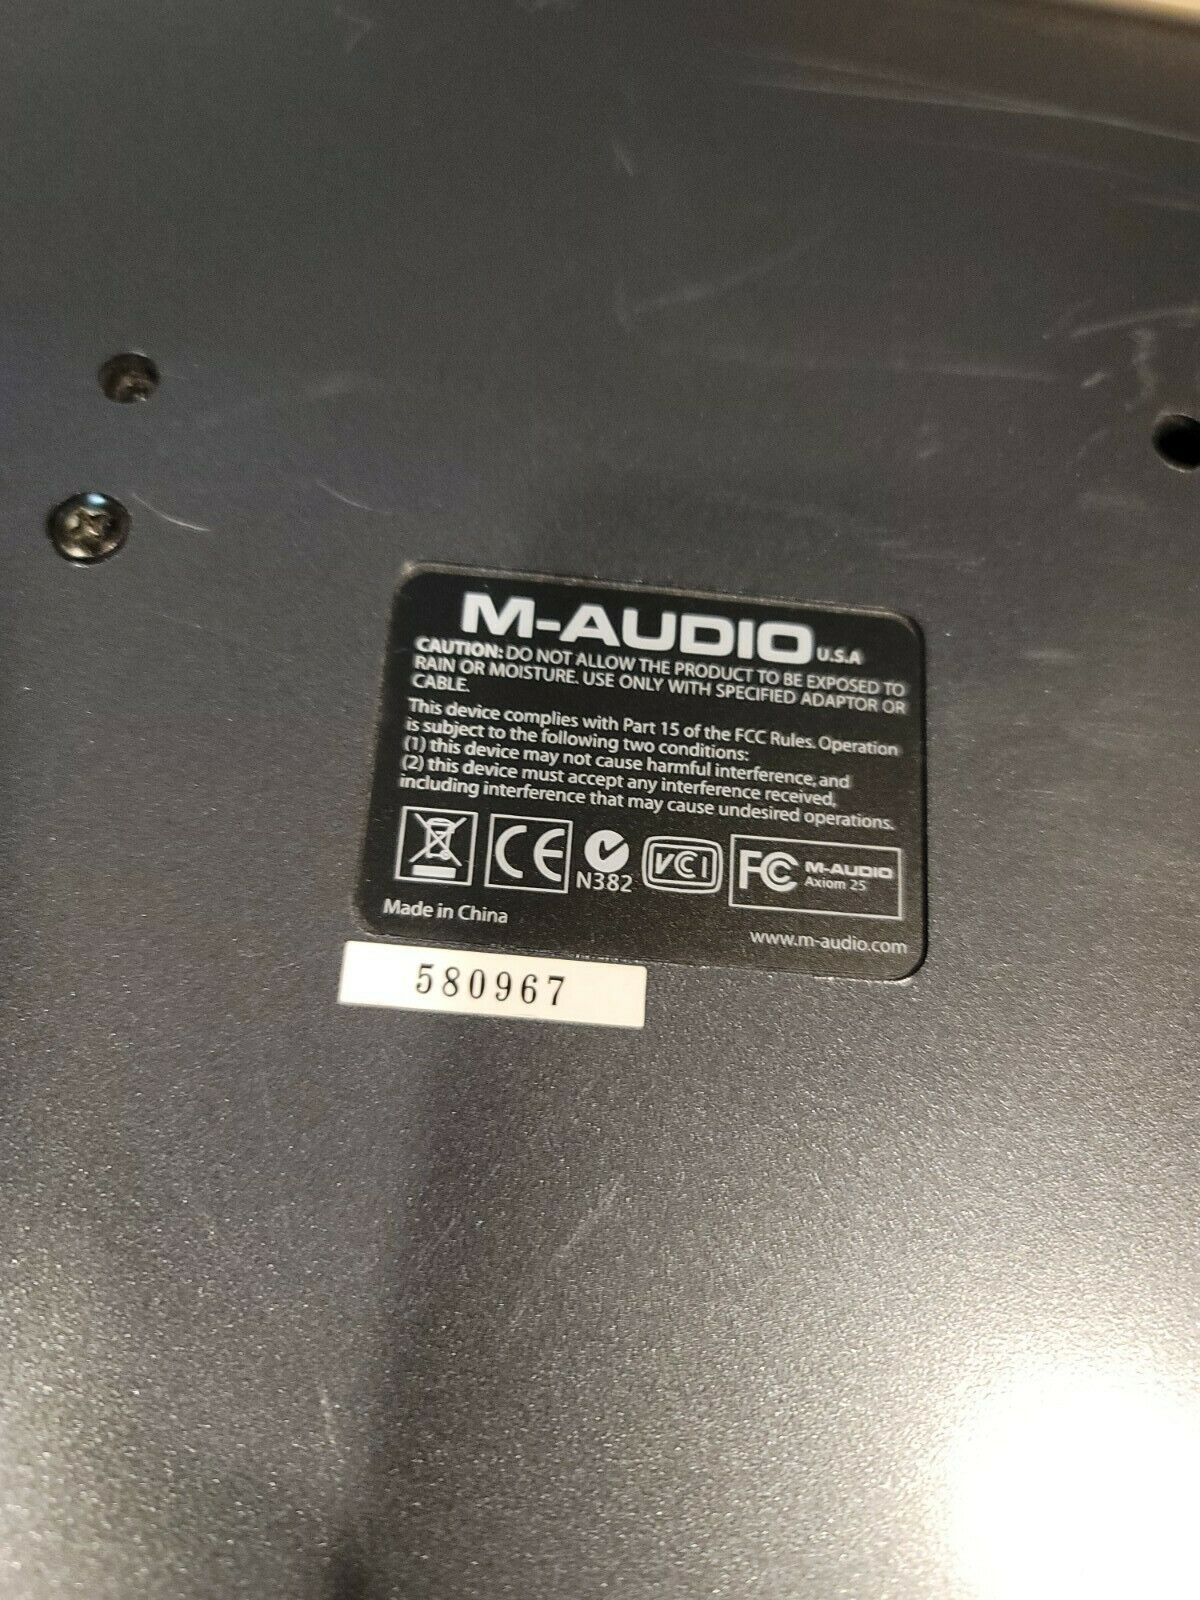 M-AUDIO U.S.A
CAUTION: DO NOT ALLOW THE PRODUCT TO BE EXPOSED TO
RAIN OR MOISTURE. USE ONLY WITH SPECIFIED ADAPTOR OR
CABLE.
This device complies with Part 15 of the FCC Rules. Operation
is subject to the following two conditions:
(1) this device may not cause harmful interference, and
(2) this device must accept any interference received,
including interference that may cause undesired operations.
CE N382 VCI FC M-AUDIO
Axiom 25
Made in China
www.m-audio.com
580967